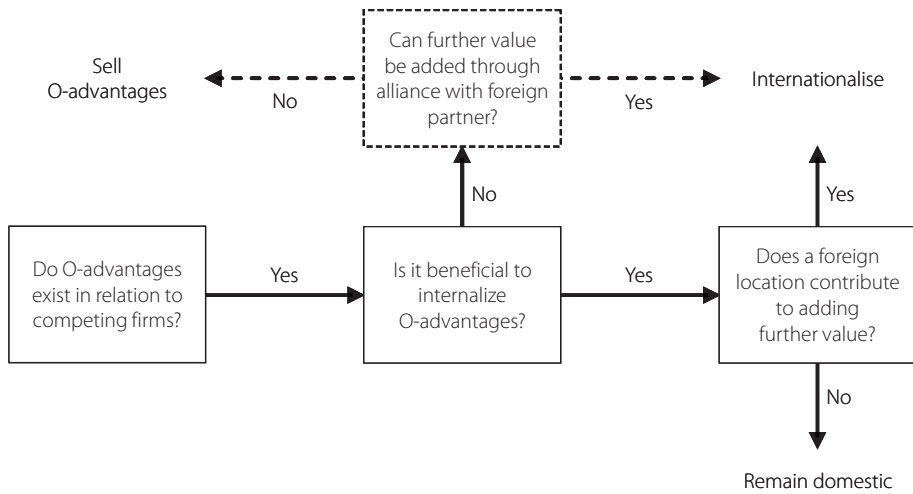 Can further value
be added through
alliance with foreign
partner?
Sell
O-advantages
No
Yes
Internationalise
No
Yes
Do O-advantages
exist in relation to
competing firms?
Yes
Is it beneficial to
internalize
O-advantages?
Yes
Does a foreign
location contribute
to adding
further value?
No
Remain domestic